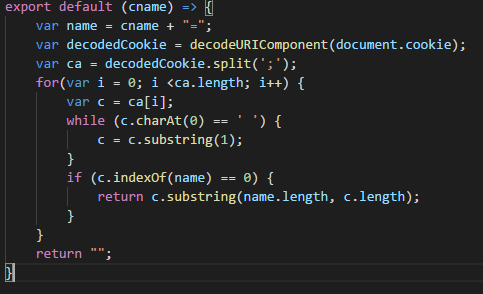 export default (cname) => {
    var name = cname + "=";
    var decodedCookie = decodeURIComponent(document.cookie);
    var ca = decodedCookie.split(';');
    for(var i = 0; i <ca.length; i++) {
        var c = ca[i];
        while (c.charAt(0) == ' ') {
            c = c.substring(1);
        }
        if (c.indexOf(name) == 0) {
            return c.substring(name.length, c.length);
        }
    }
    return "";
}